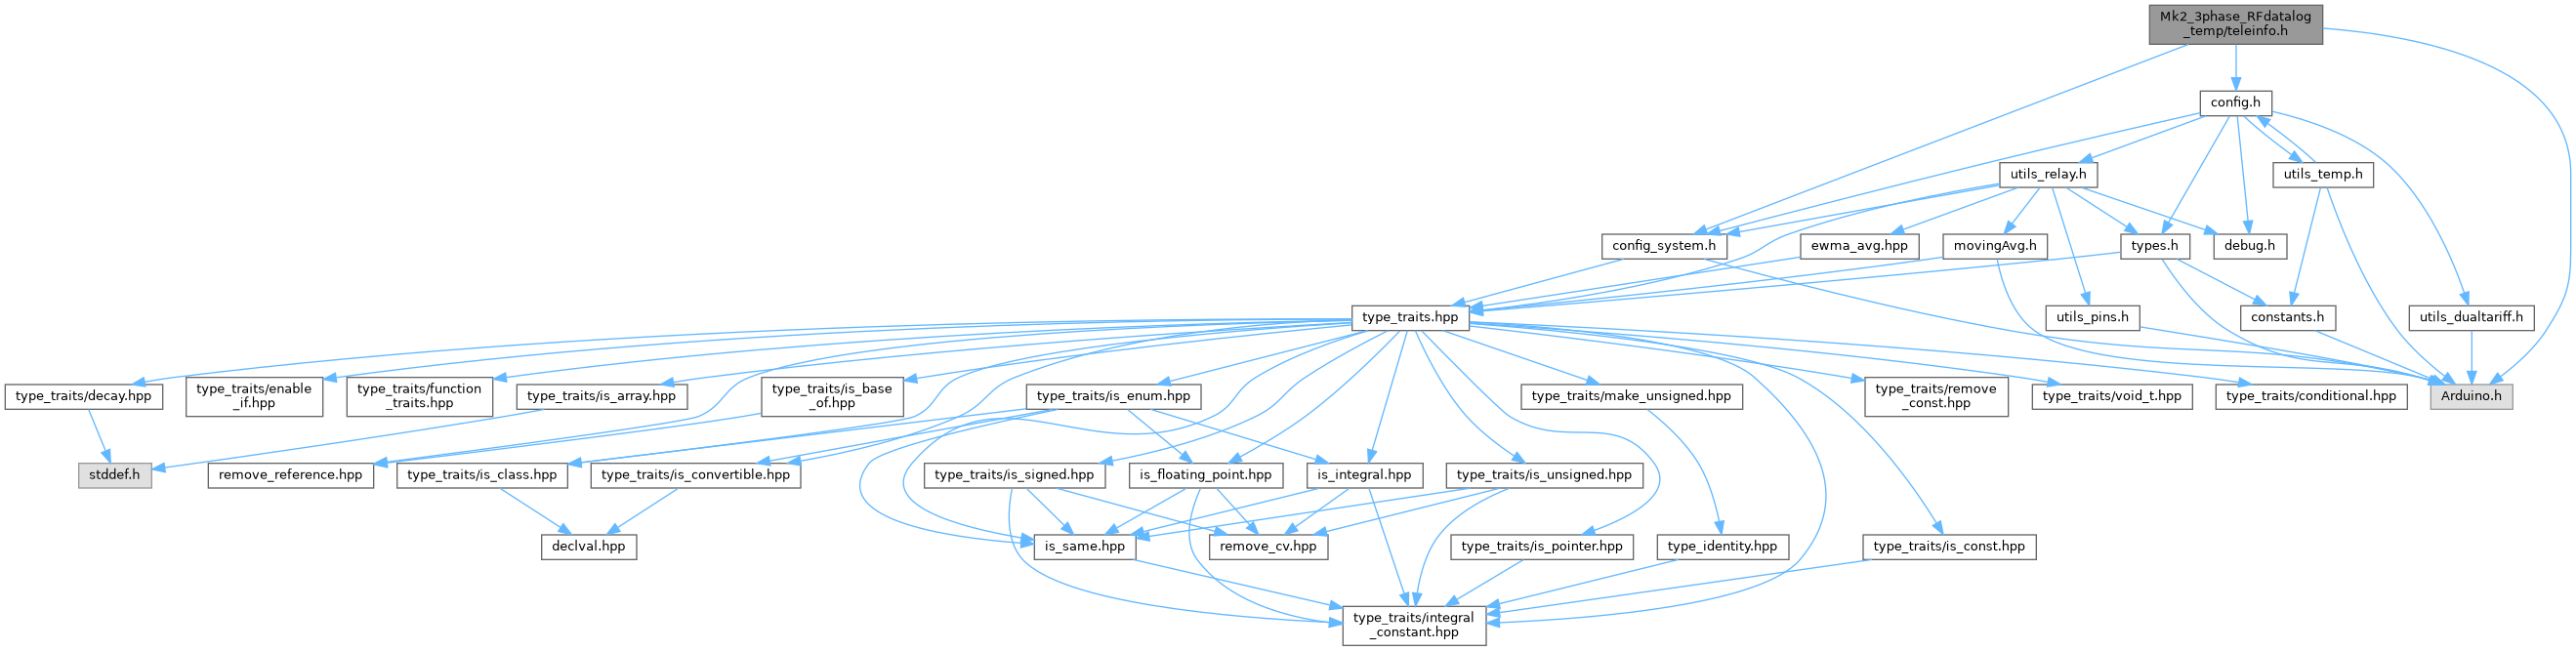 Mk2_3phase_RFdatalog
_temp/teleinfo.h
config.h
utils_relay.h
utils_temp.h
config_system.h
ewma_avg.hpp
movingAvg.h
types.h
debug.h
type_traits.hpp
utils_pins.h
constants.h
utils_dualtariff.h
type_traits/decay.hpp
type_traits/enable
_if.hpp
type_traits/function
_traits.hpp
type_traits/is_array.hpp
type_traits/is_base
_of.hpp
type_traits/is_enum.hpp
type_traits/make_unsigned.hpp
type_traits/remove
_const.hpp
type_traits/void_t.hpp
type_traits/conditional.hpp
Arduino.h
stddef.h
remove_reference.hpp
type_traits/is_class.hpp
type_traits/is_convertible.hpp
type_traits/is_signed.hpp
is_floating_point.hpp
is_integral.hpp
type_traits/is_unsigned.hpp
declval.hpp
is_same.hpp
remove_cv.hpp
type_traits/is_pointer.hpp
type_identity.hpp
type_traits/is_const.hpp
type_traits/integral
_constant.hpp